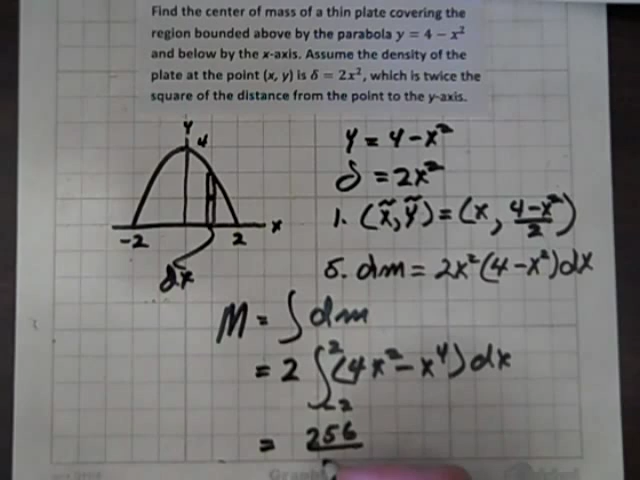 Find the center of mass of a thin plate covering the
region bounded above by the parabola y = 4 − x²
and below by the x-axis. Assume the density of the
plate at the point (x, y) is δ = 2x², which is twice the
square of the distance from the point to the y-axis.
y
4
-2
2
x
dx
y = 4-x²
δ = 2x²
1. (x̃, ỹ) = (x, (4-x²)/2)
5. dm = 2x²(4-x²)dx
M = ∫ dm
= 2 ∫₋₂² (4x²-x⁴) dx
= 256